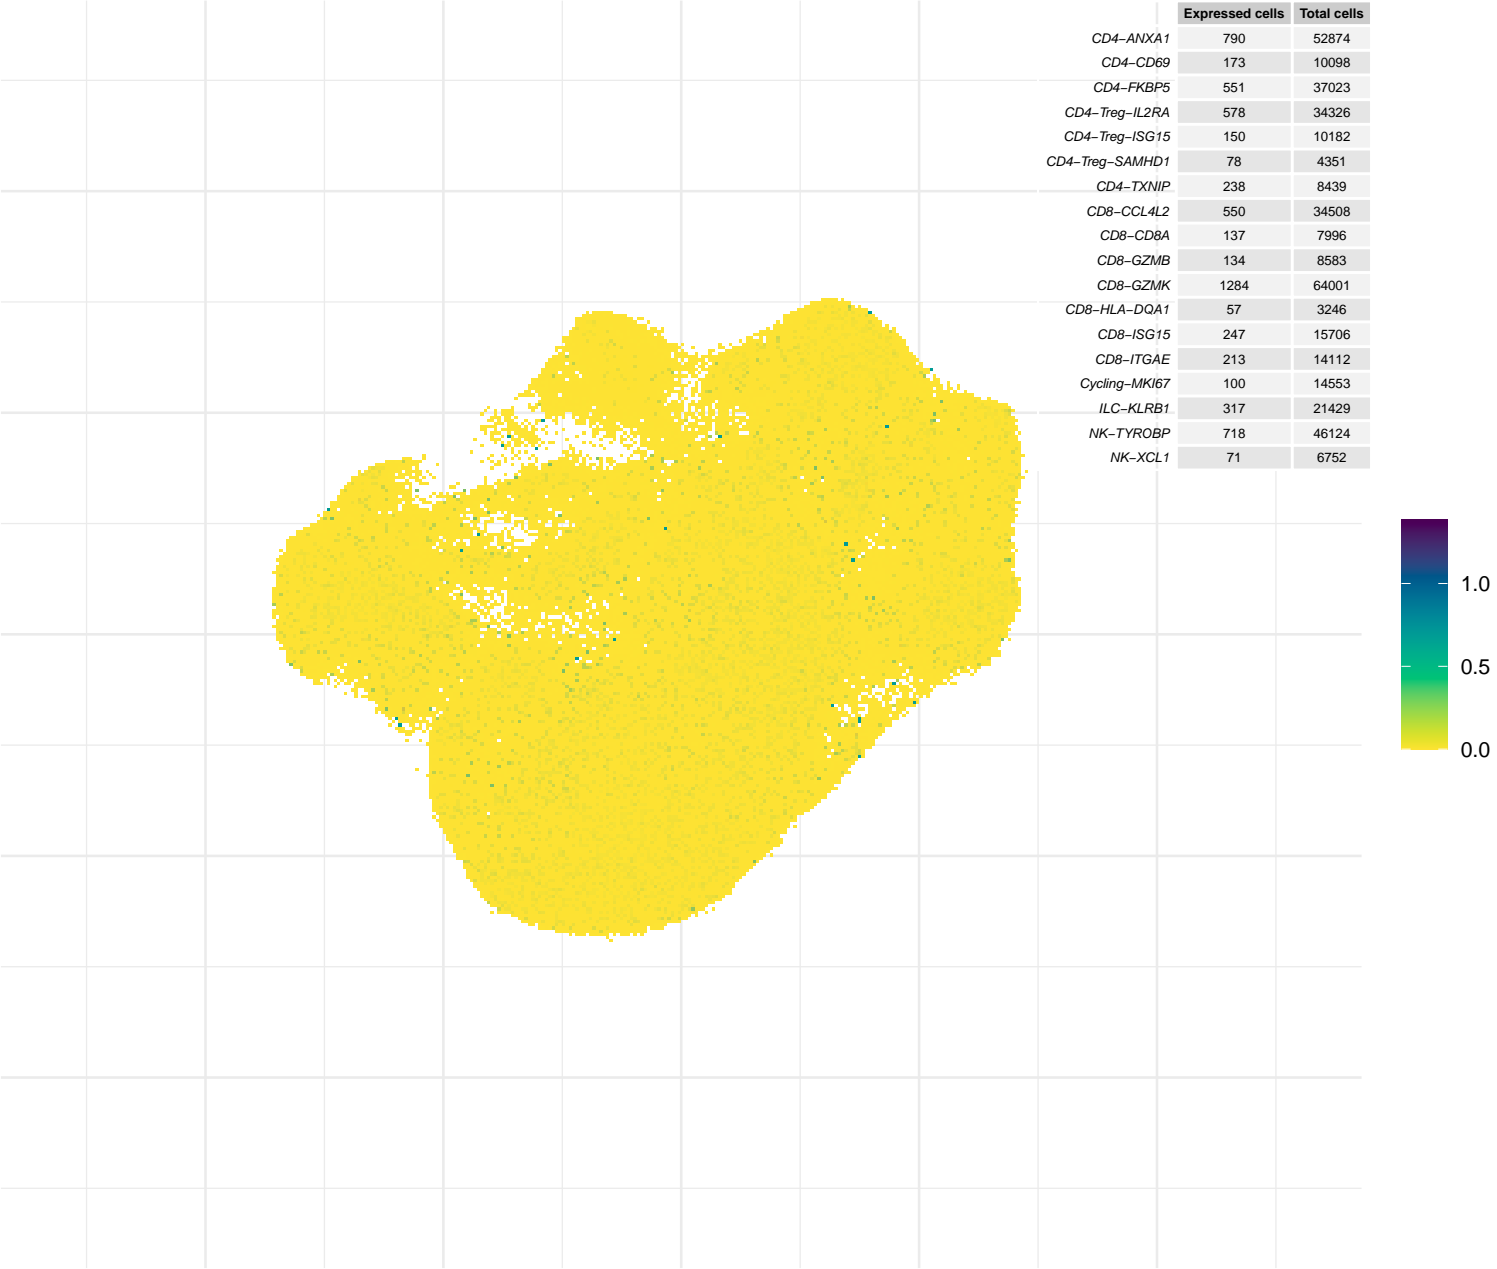 Expressed cells Total cells
CD4−ANXA1 790 52874
CD4−CD69 173 10098
CD4−FKBP5 551 37023
CD4−Treg−IL2RA 578 34326
CD4−Treg−ISG15 150 10182
CD4−Treg−SAMHD1 78 4351
CD4−TXNIP 238 8439
CD8−CCL4L2 550 34508
CD8−CD8A 137 7996
CD8−GZMB 134 8583
CD8−GZMK 1284 64001
CD8−HLA−DQA1 57 3246
CD8−ISG15 247 15706
CD8−ITGAE 213 14112
Cycling−MKI67 100 14553
ILC−KLRB1 317 21429
NK−TYROBP 718 46124
NK−XCL1 71 6752
1.0
0.5
0.0